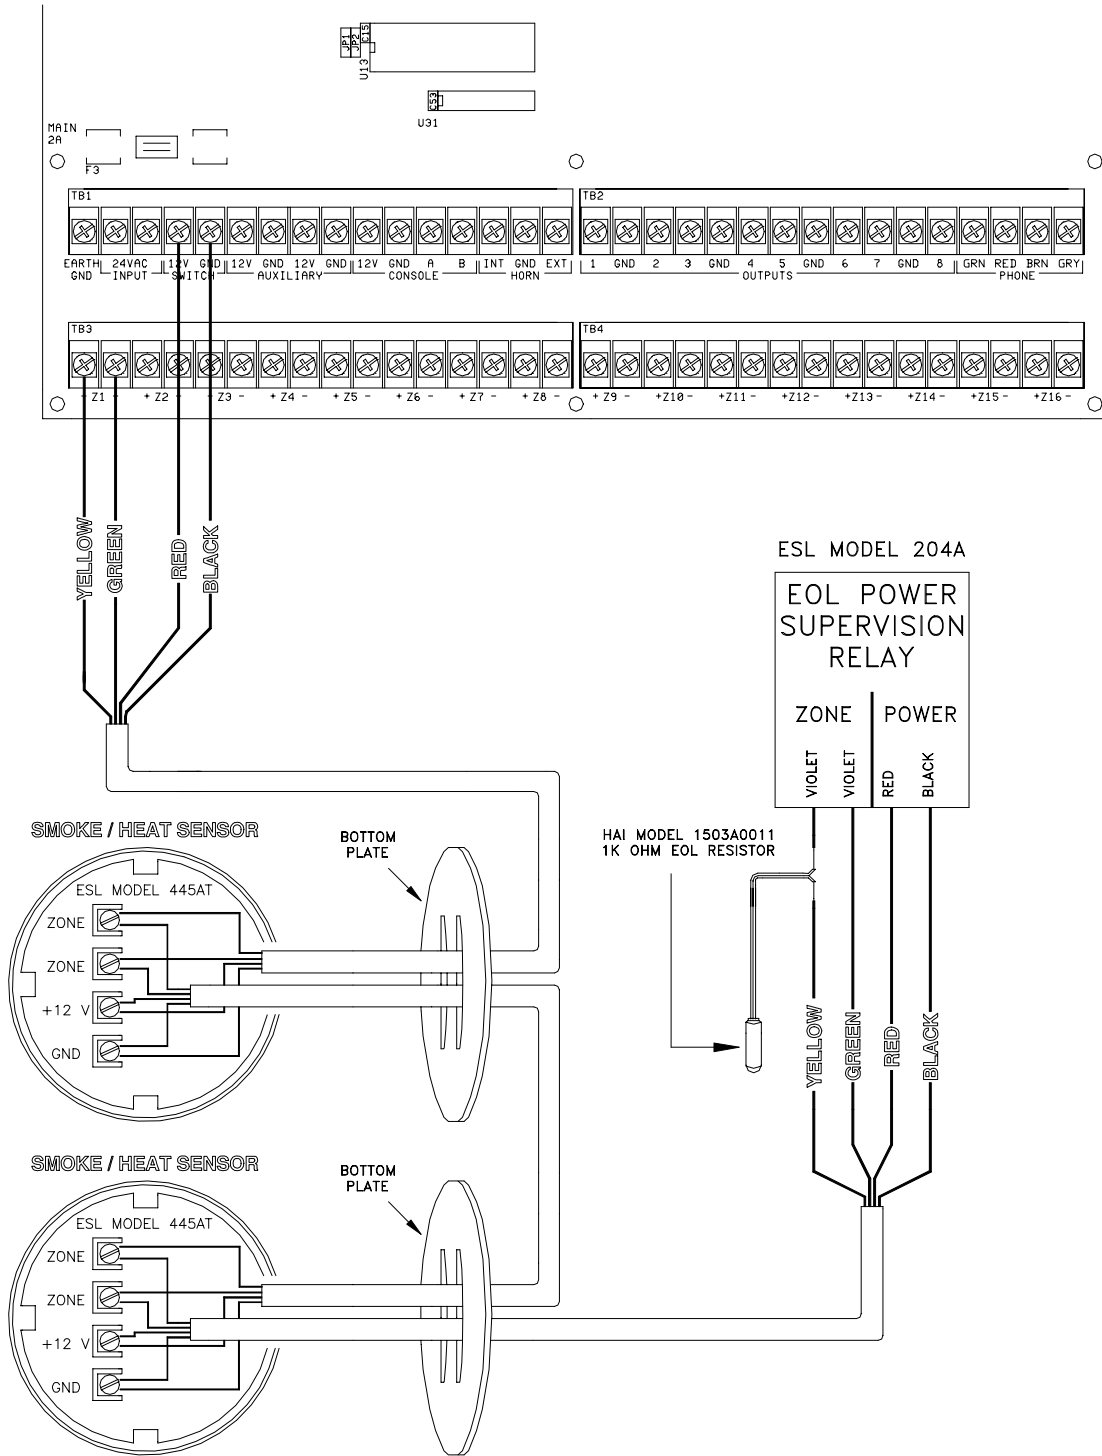 JP1
JP2
C15
U13
C53
U31
MAIN
2A
F3
TB1
TB2
EARTH GND
24VAC INPUT
12V GND SWITCH
12V GND 12V GND AUXILIARY
12V GND A B CONSOLE
INT GND EXT HORN
1 GND 2 3 GND 4 5 GND 6 7 GND 8 OUTPUTS
GRN RED BRN GRY PHONE
TB3
TB4
+ Z1 -
+ Z2 -
+ Z3 -
+ Z4 -
+ Z5 -
+ Z6 -
+ Z7 -
+ Z8 -
+ Z9 -
+Z10 -
+Z11 -
+Z12 -
+Z13 -
+Z14 -
+Z15 -
+Z16 -
YELLOW
GREEN
RED
BLACK
ESL MODEL 204A
EOL POWER
SUPERVISION
RELAY
ZONE
POWER
VIOLET
VIOLET
RED
BLACK
HAI MODEL 1503A0011
1K OHM EOL RESISTOR
YELLOW
GREEN
RED
BLACK
SMOKE / HEAT SENSOR
BOTTOM
PLATE
ESL MODEL 445AT
ZONE
ZONE
+12 V
GND
SMOKE / HEAT SENSOR
BOTTOM
PLATE
ESL MODEL 445AT
ZONE
ZONE
+12 V
GND